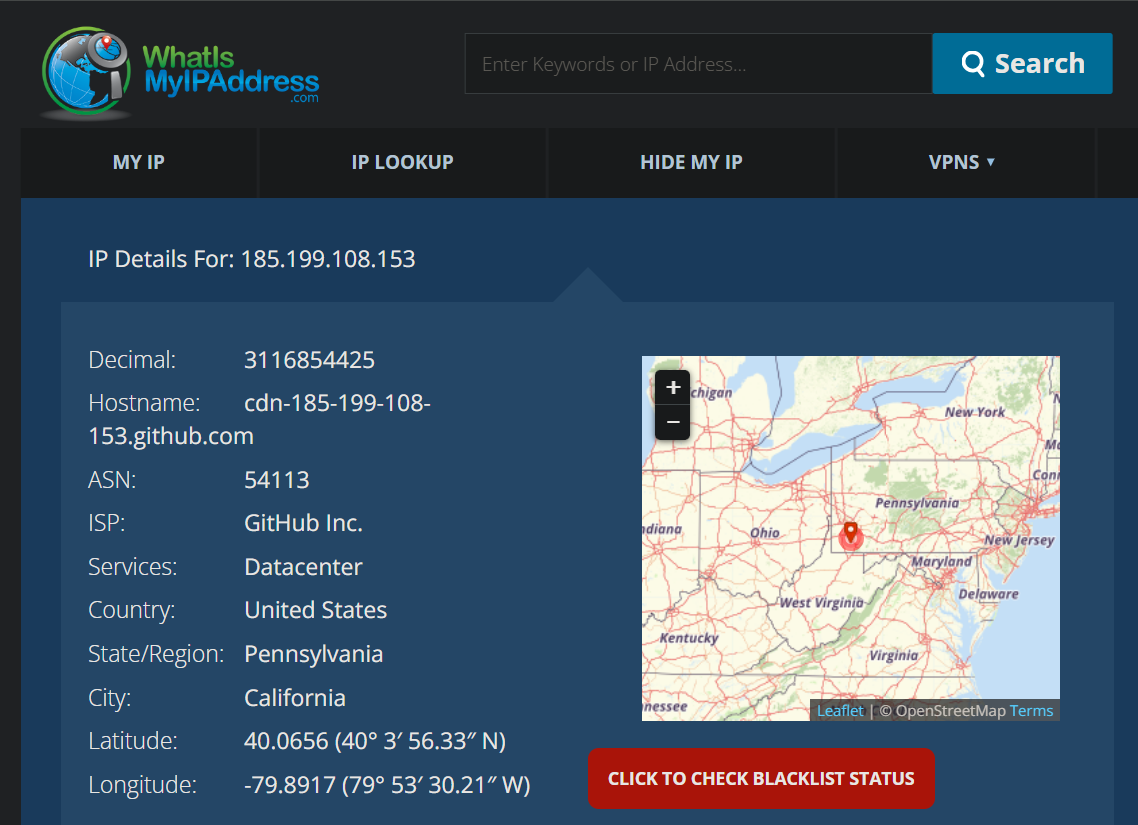 WhatIs
MyIPAddress
.com
Enter Keywords or IP Address...
Search
MY IP
IP LOOKUP
HIDE MY IP
VPNS ▾
IP Details For: 185.199.108.153
Decimal: 3116854425
Hostname: cdn-185-199-108-
153.github.com
ASN: 54113
ISP: GitHub Inc.
Services: Datacenter
Country: United States
State/Region: Pennsylvania
City: California
Latitude: 40.0656 (40° 3′ 56.33″ N)
Longitude: -79.8917 (79° 53′ 30.21″ W)
+
−
chigan
New York
Conn
Pennsylvania
diana
Ohio
New Jersey
Maryland
Delaware
West Virginia
Kentucky
Virginia
nessee
Leaflet | © OpenStreetMap Terms
CLICK TO CHECK BLACKLIST STATUS